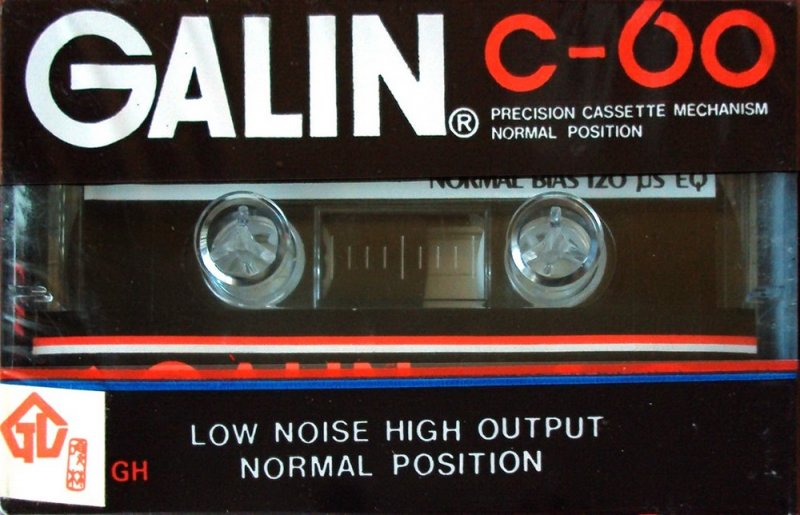 GALIN® C-60
PRECISION CASSETTE MECHANISM
NORMAL POSITION
NORMAL BIAS 120 µs EQ
GALIN
GH
LOW NOISE HIGH OUTPUT
NORMAL POSITION